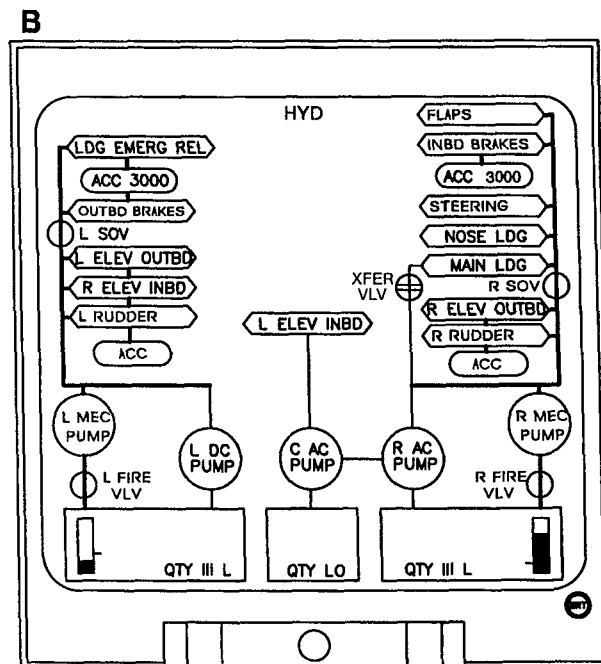 B
HYD
LDG EMERG REL
ACC 3000
OUTBD BRAKES
L SOV
L ELEV OUTBD
R ELEV INBD
L RUDDER
ACC
FLAPS
INBD BRAKES
ACC 3000
STEERING
NOSE LDG
MAIN LDG
XFER
VLV
R SOV
R ELEV OUTBD
R RUDDER
ACC
L ELEV INBD
L MEC
PUMP
L DC
PUMP
C AC
PUMP
R AC
PUMP
R MEC
PUMP
L FIRE
VLV
R FIRE
VLV
QTY III L
QTY LO
QTY III L